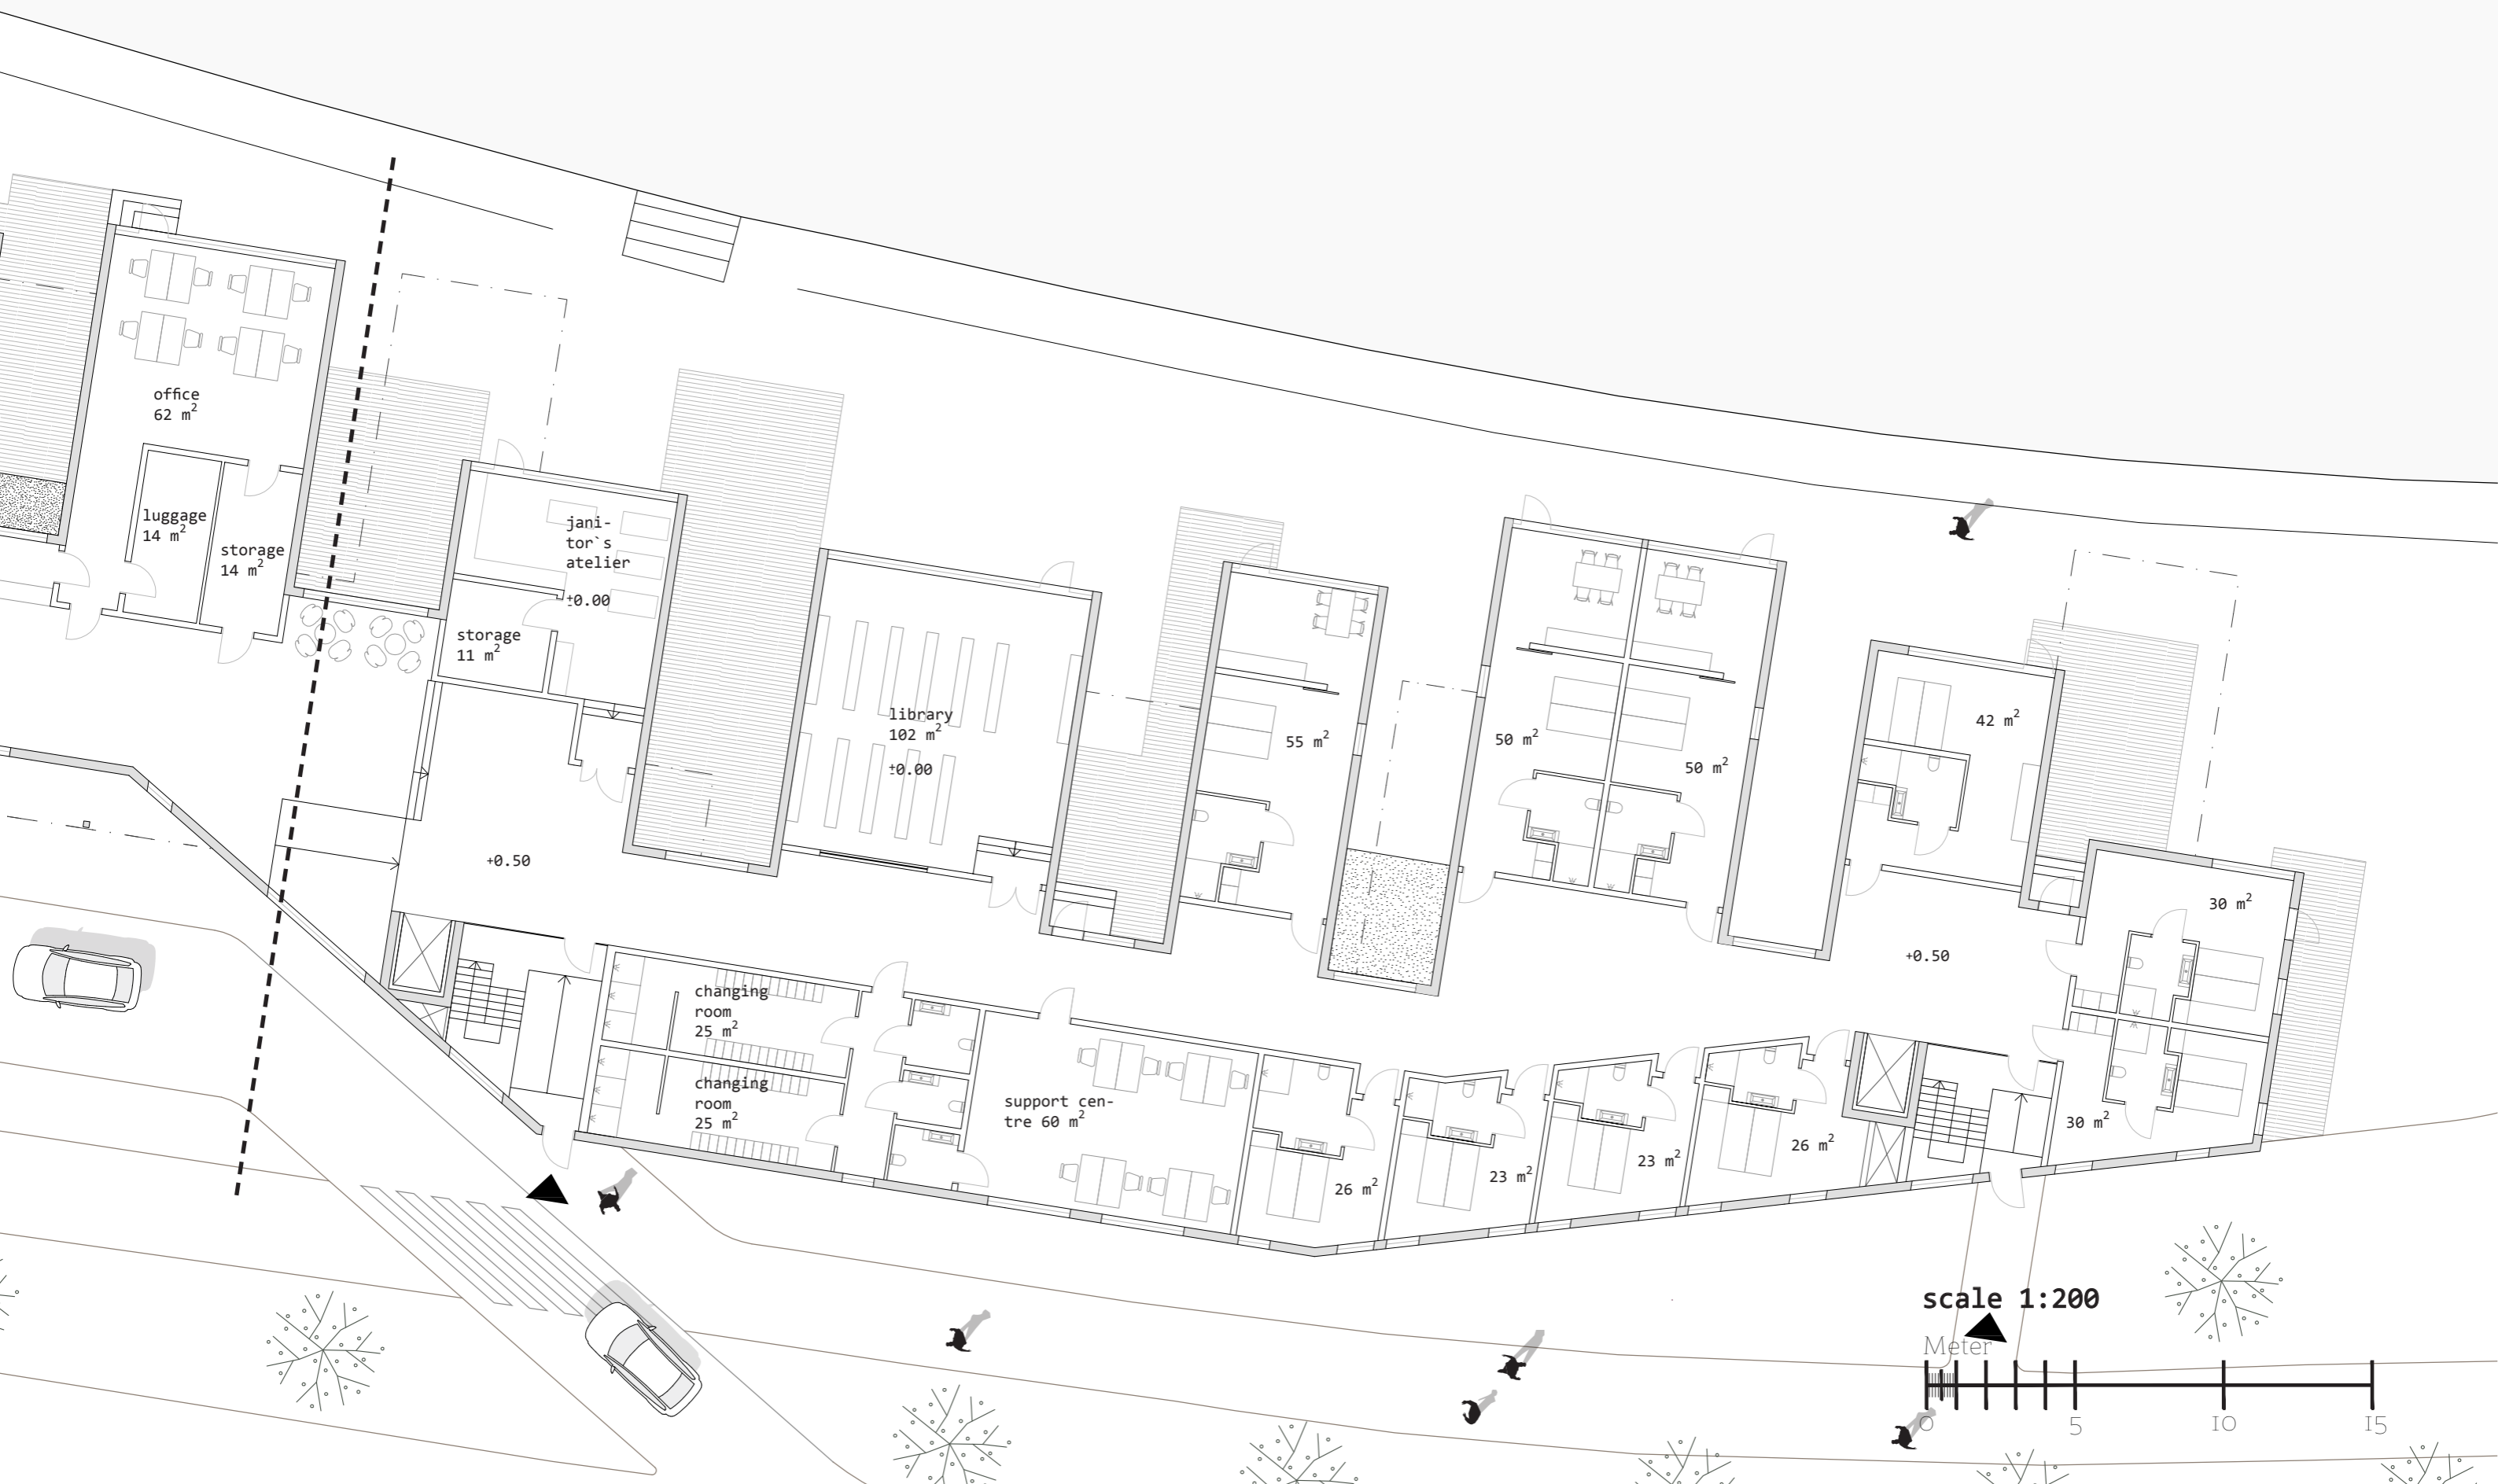 office
62 m²
luggage
14 m²
storage
14 m²
jani-
tor`s
atelier
±0.00
storage
11 m²
library
102 m²
±0.00
55 m²
50 m²
50 m²
42 m²
30 m²
+0.50
+0.50
changing
room
25 m²
changing
room
25 m²
support cen-
tre 60 m²
26 m²
23 m²
23 m²
26 m²
30 m²
scale 1:200
Meter
0 5 10 15